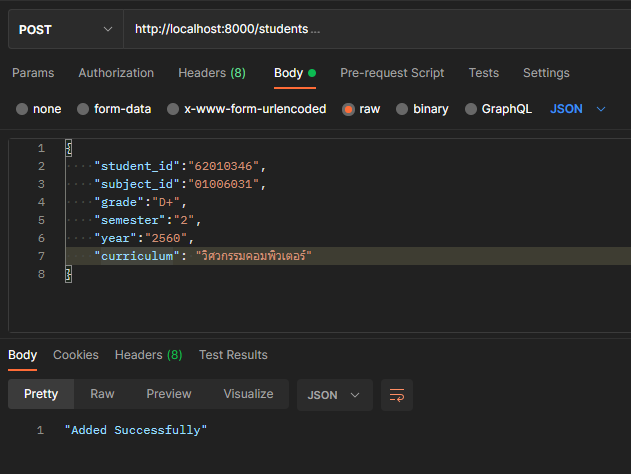 POST http://localhost:8000/students...
Params Authorization Headers (8) Body Pre-request Script Tests Settings
none form-data x-www-form-urlencoded raw binary GraphQL JSON
1 {
2 "student_id":"62010346",
3 "subject_id":"01006031",
4 "grade":"D+",
5 "semester":"2",
6 "year":"2560",
7 "curriculum": "วิศวกรรมคอมพิวเตอร์"
8 }
Body Cookies Headers (8) Test Results
Pretty Raw Preview Visualize JSON
1 "Added Successfully"